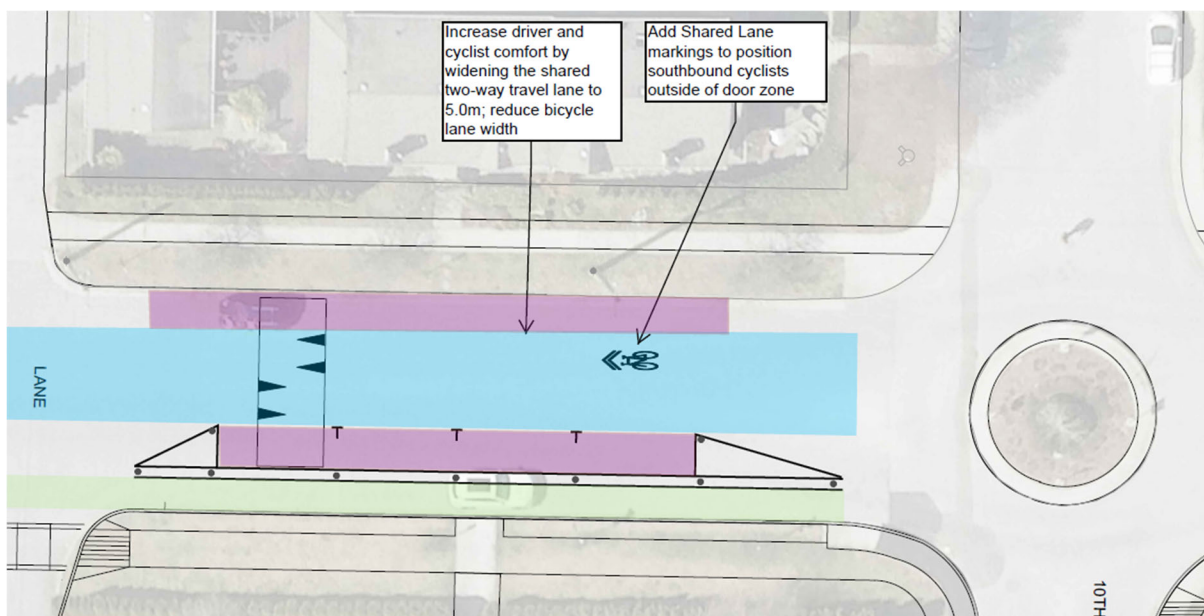 Increase driver and
cyclist comfort by
widening the shared
two-way travel lane to
5.0m; reduce bicycle
lane width
Add Shared Lane
markings to position
southbound cyclists
outside of door zone
LANE
10TH